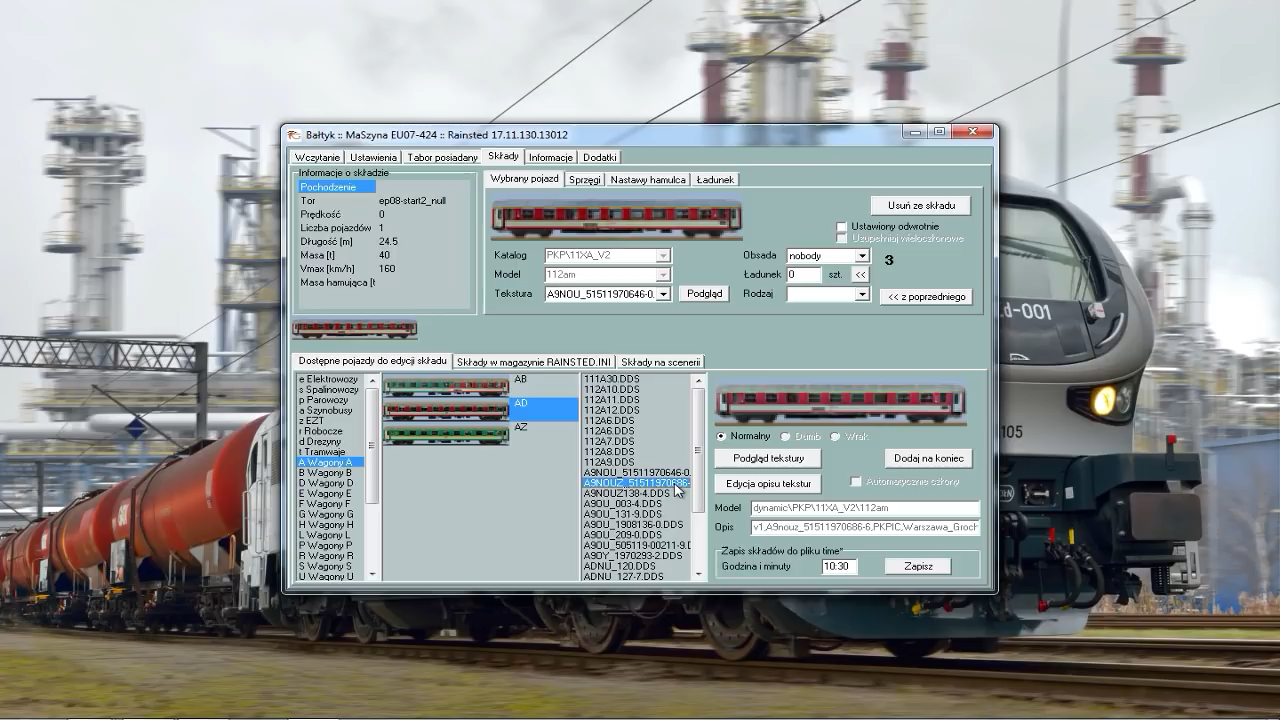 Bałtyk :: MaSzyna EU07-424 :: Rainsted 17.11.130.13012
Wczytanie Ustawienia Tabor posiadany Składy Informacje Dodatki
Informacje o składzie
Pochodzenie
Tor ep08-start2_null
Prędkość 0
Liczba pojazdów 1
Długość [m] 24.5
Masa [t] 40
Vmax [km/h] 160
Masa hamująca [t
Wybrany pojazd Sprzęgi Nastawy hamulca Ładunek
Usuń ze składu
Ustawiony odwrotnie
Uzupełniaj wieloczłonowe
Katalog PKP\11XA_V2
Obsada nobody 3
Model 112am
Ładunek 0 szt. <<
Tekstura A9NOU_51511970646-0. Podgląd
Rodzaj << z poprzedniego
Dostępne pojazdy do edycji składu Składy w magazynie RAINSTED.INI Składy na scenerii
e Elektrowozy
s Spalinowozy
p Parowozy
a Szynobusy
z EZT
r Robocze
d Drezyny
t Tramwaje
A Wagony A
B Wagony B
D Wagony D
E Wagony E
F Wagony F
G Wagony G
H Wagony H
L Wagony L
P Wagony P
R Wagony R
S Wagony S
U Wagony U
AB
AD
AZ
111A30.DDS
112A10.DDS
112A11.DDS
112A12.DDS
112A6.DDS
112A6.DDS
112A7.DDS
112A8.DDS
112A9.DDS
A9NOU_51511970646-0.
A9NOUZ_51511970686-
A9NOUZ138-4.DDS
A9OU_003-4.DDS
A9OU_131-9.DDS
A9OU_1908136-0.DDS
A9OU_209-0.DDS
A9OU_505119-00211-9.D
A9OY_1970293-2.DDS
ADNU_120.DDS
ADNU_127-7.DDS
Normalny Dumb Wrak
Podgląd tekstury Dodaj na koniec
Edycja opisu tekstur Automatycznie człony
Model dynamic\PKP\11XA_V2\112am
Opis v1,A9nouz_51511970686-6,PKPIC,Warszawa_Groch
Zapis składów do pliku time*
Godzina i minuty 10:30 Zapisz
d-001
105